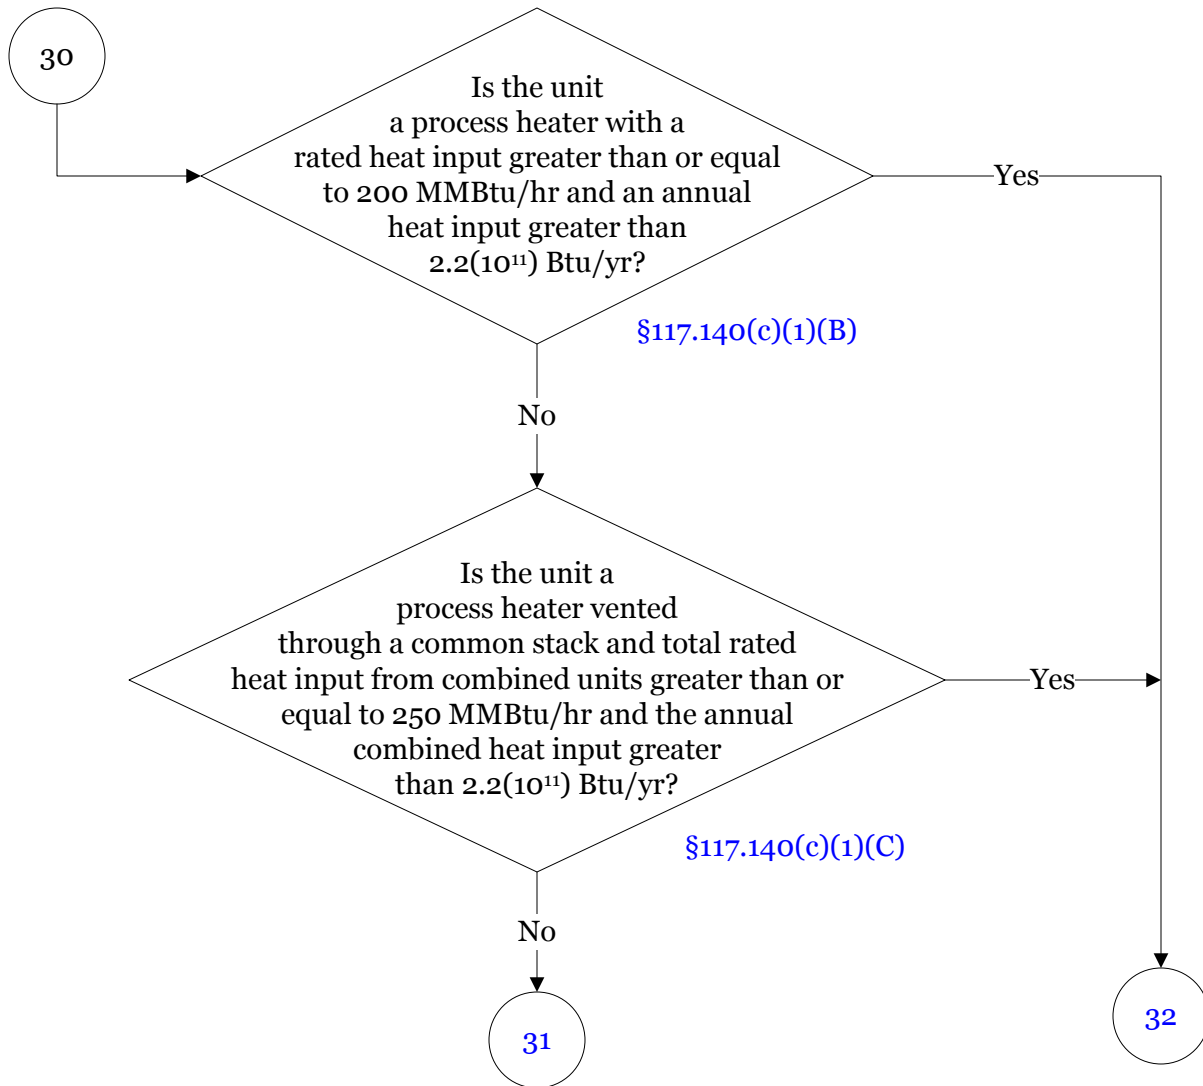 30
Is the unit
a process heater with a
rated heat input greater than or equal
to 200 MMBtu/hr and an annual
heat input greater than
2.2(10¹¹) Btu/yr?
Yes
§117.140(c)(1)(B)
No
Is the unit a
process heater vented
through a common stack and total rated
heat input from combined units greater than or
equal to 250 MMBtu/hr and the annual
combined heat input greater
than 2.2(10¹¹) Btu/yr?
Yes
§117.140(c)(1)(C)
No
31
32